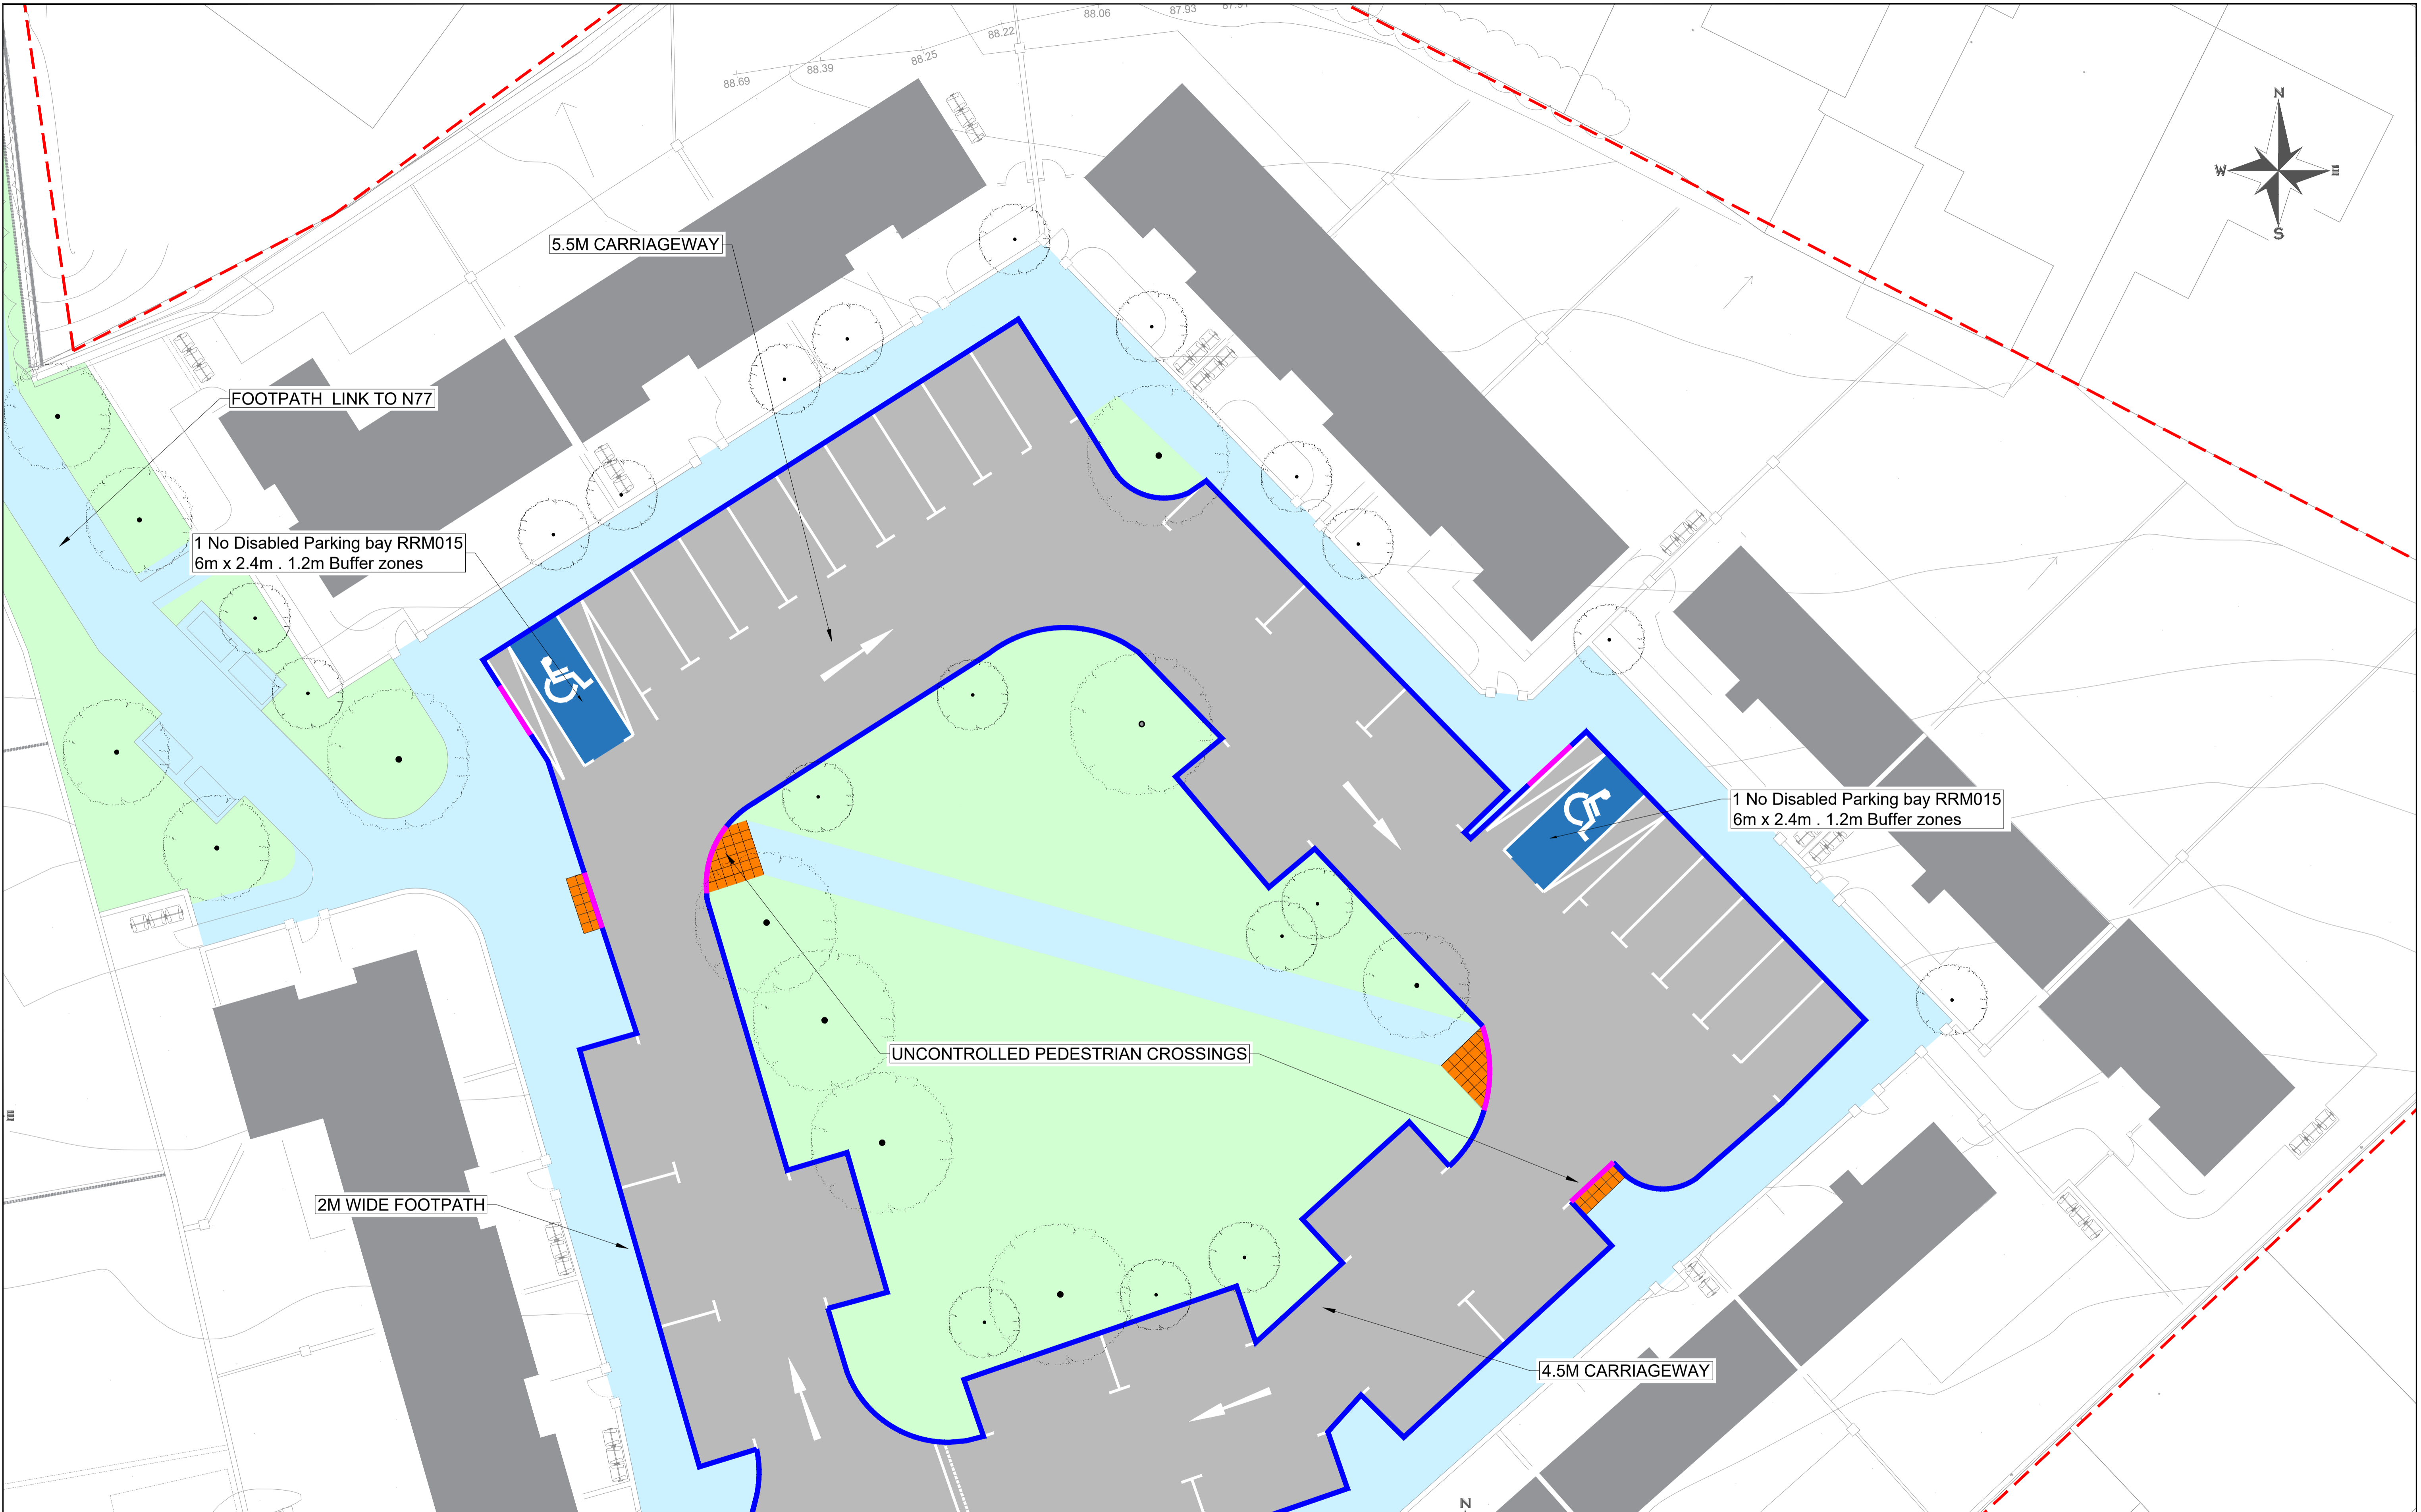 88.69
88.39
88.25
88.22
88.06
87.93
N
W
E
S
5.5M CARRIAGEWAY
FOOTPATH LINK TO N77
1 No Disabled Parking bay RRM015
6m x 2.4m . 1.2m Buffer zones
1 No Disabled Parking bay RRM015
6m x 2.4m . 1.2m Buffer zones
UNCONTROLLED PEDESTRIAN CROSSINGS
E
2M WIDE FOOTPATH
4.5M CARRIAGEWAY
N